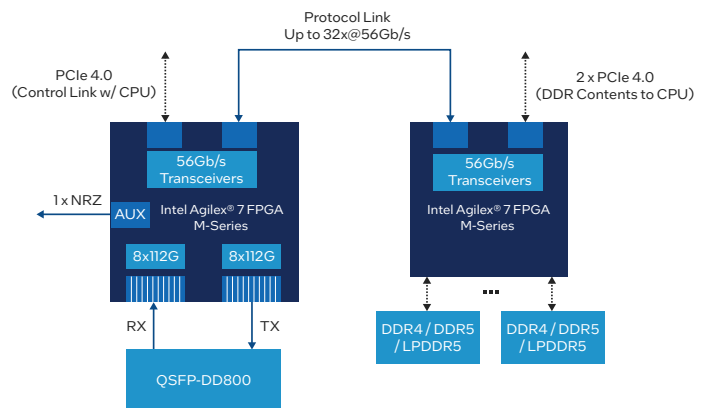 Protocol Link
Up to 32x@56Gb/s
PCIe 4.0
(Control Link w/ CPU)
2 x PCIe 4.0
(DDR Contents to CPU)
56Gb/s
Transceivers
56Gb/s
Transceivers
1 x NRZ
AUX
Intel Agilex® 7 FPGA
M-Series
Intel Agilex® 7 FPGA
M-Series
8x112G
8x112G
...
RX
TX
DDR4 / DDR5
/ LPDDR5
DDR4 / DDR5
/ LPDDR5
QSFP-DD800